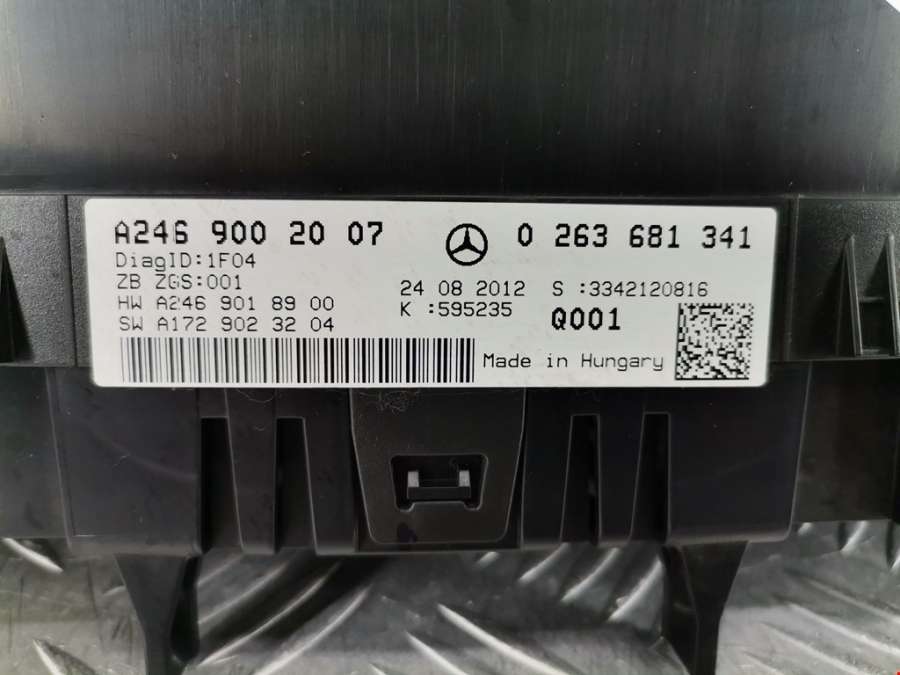 A246 900 20 07
0 263 681 341
DiagID:1F04
ZB ZGS:001
HW A246 901 89 00
SW A172 902 32 04
24 08 2012
S :3342120816
K :595235
Q001
Made in Hungary